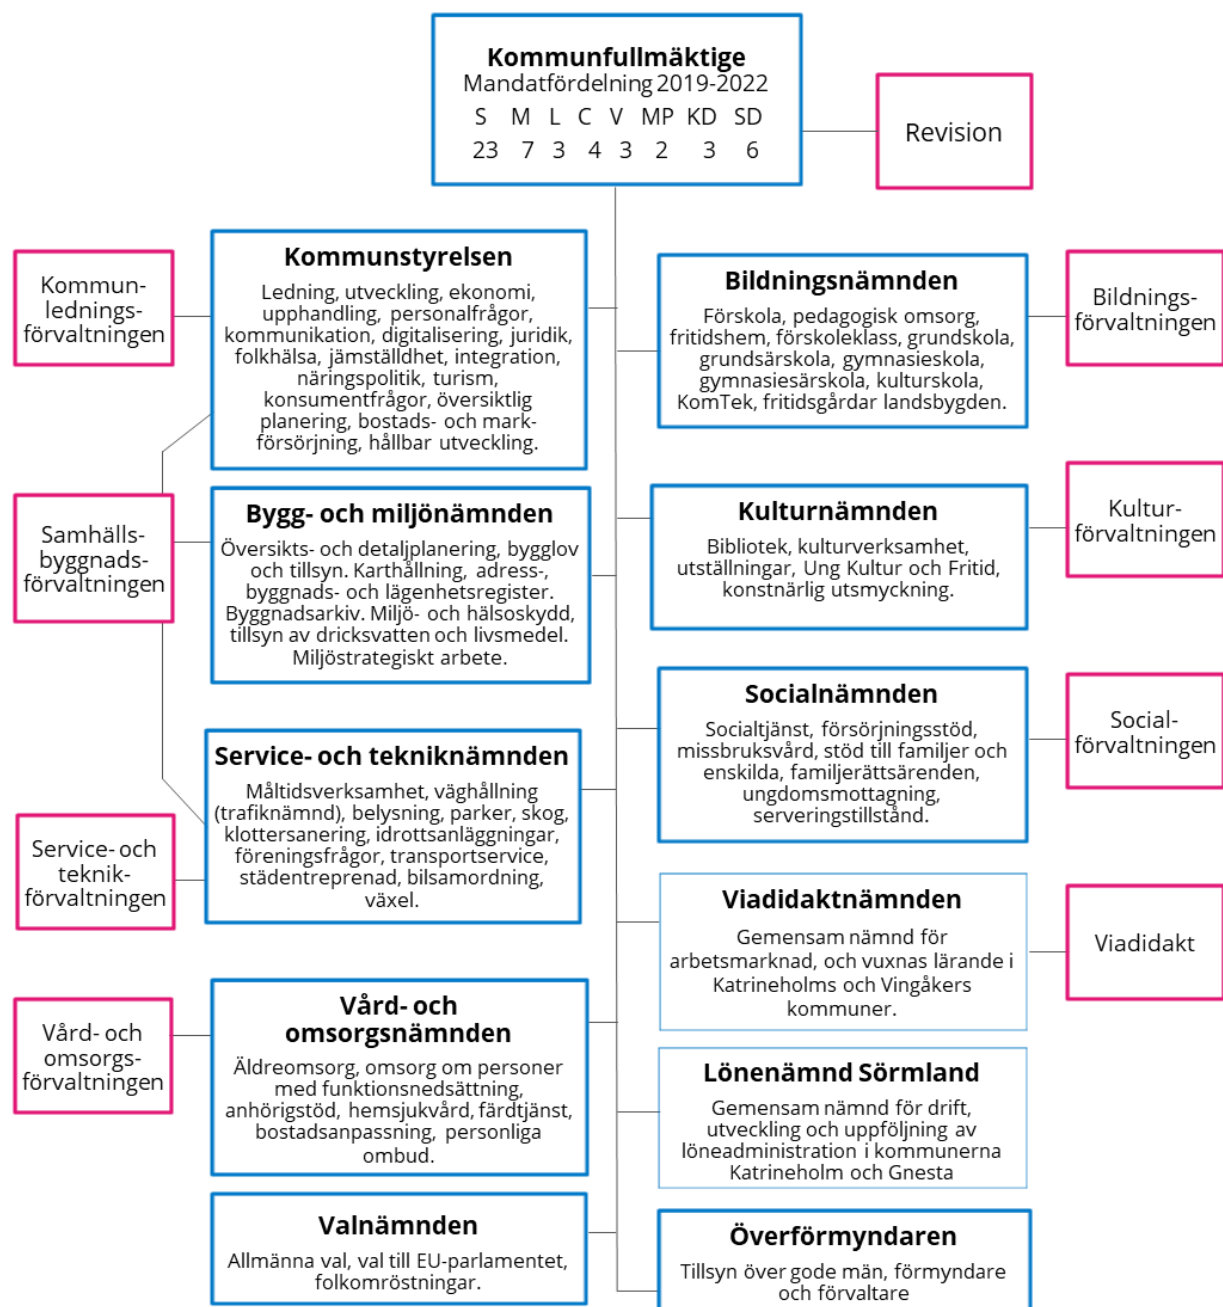 Kommunfullmäktige
Mandatfördelning 2019-2022
S M L C V MP KD SD
23 7 3 4 3 2 3 6
Revision
Kommun-
lednings-
förvaltningen
Kommunstyrelsen
Ledning, utveckling, ekonomi,
upphandling, personalfrågor,
kommunikation, digitalisering, juridik,
folkhälsa, jämställdhet, integration,
näringspolitik, turism,
konsumentfrågor, översiktlig
planering, bostads- och mark-
försörjning, hållbar utveckling.
Bildningsnämnden
Förskola, pedagogisk omsorg,
fritidshem, förskoleklass, grundskola,
grundsärskola, gymnasieskola,
gymnasiesärskola, kulturskola,
KomTek, fritidsgårdar landsbygden.
Bildnings-
förvaltningen
Samhälls-
byggnads-
förvaltningen
Bygg- och miljönämnden
Översikts- och detaljplanering, bygglov
och tillsyn. Karthållning, adress-,
byggnads- och lägenhetsregister.
Byggnadsarkiv. Miljö- och hälsoskydd,
tillsyn av dricksvatten och livsmedel.
Miljöstrategiskt arbete.
Kulturnämnden
Bibliotek, kulturverksamhet,
utställningar, Ung Kultur och Fritid,
konstnärlig utsmyckning.
Kultur-
förvaltningen
Service- och
teknik-
förvaltningen
Service- och tekniknämnden
Måltidsverksamhet, väghållning
(trafiknämnd), belysning, parker, skog,
klottersanering, idrottsanläggningar,
föreningsfrågor, transportservice,
städentreprenad, bilsamordning,
växel.
Socialnämnden
Socialtjänst, försörjningsstöd,
missbruksvård, stöd till familjer och
enskilda, familjerättsärenden,
ungdomsmottagning,
serveringstillstånd.
Social-
förvaltningen
Viadidaktnämnden
Gemensam nämnd för
arbetsmarknad, och vuxnas lärande i
Katrineholms och Vingåkers
kommuner.
Viadidakt
Vård- och
omsorgs-
förvaltningen
Vård- och
omsorgsnämnden
Äldreomsorg, omsorg om personer
med funktionsnedsättning,
anhörigstöd, hemsjukvård, färdtjänst,
bostadsanpassning, personliga
ombud.
Lönenämnd Sörmland
Gemensam nämnd för drift,
utveckling och uppföljning av
löneadministration i kommunerna
Katrineholm och Gnesta
Valnämnden
Allmänna val, val till EU-parlamentet,
folkomröstningar.
Överförmyndaren
Tillsyn över gode män, förmyndare
och förvaltare